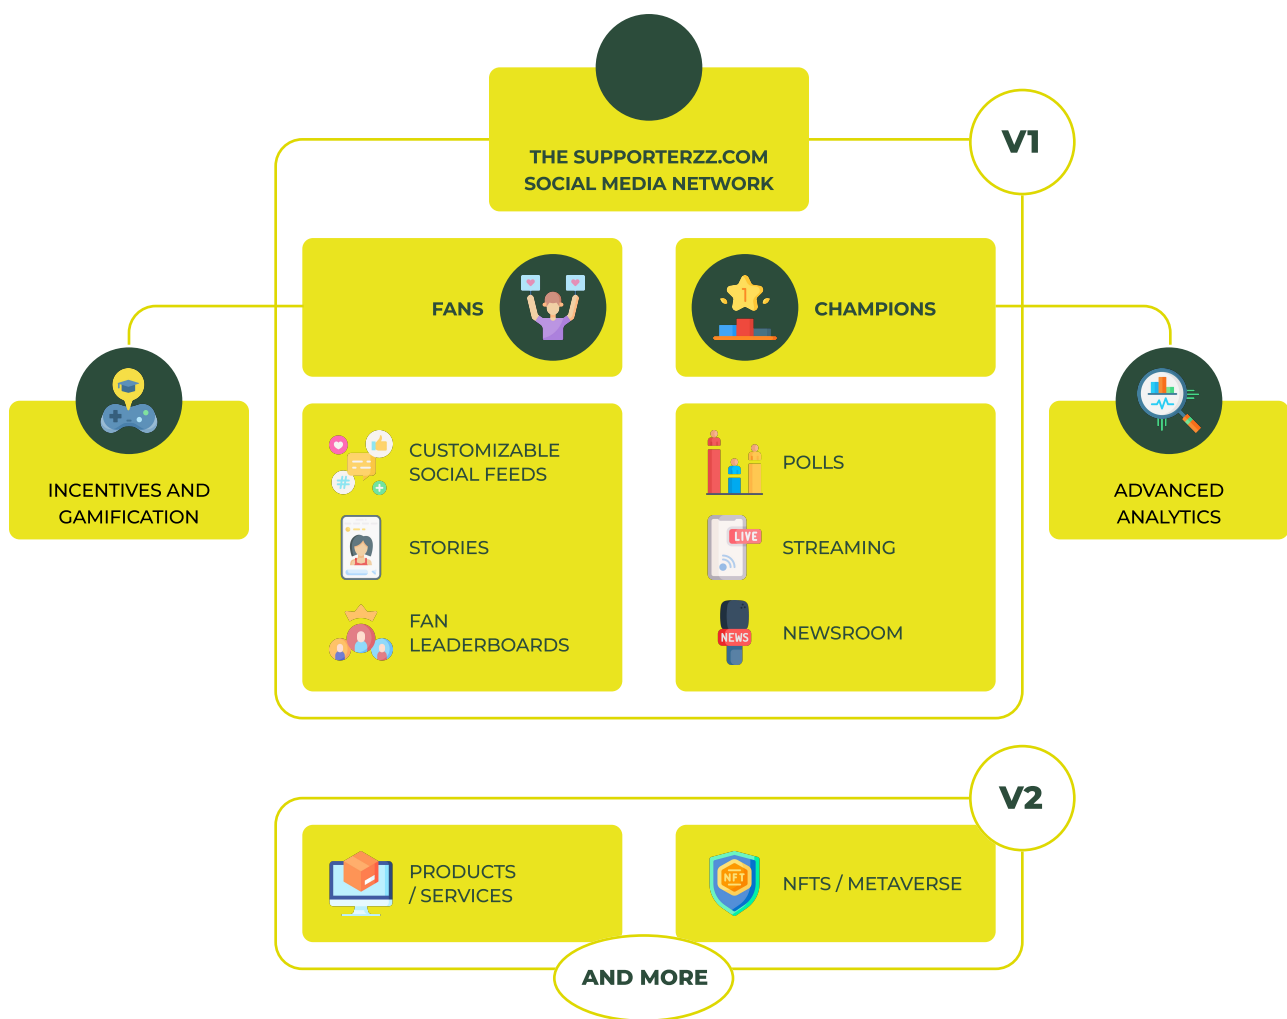 THE SUPPORTERZZ.COM
SOCIAL MEDIA NETWORK
V1
FANS
1
CHAMPIONS
INCENTIVES AND
GAMIFICATION
CUSTOMIZABLE
SOCIAL FEEDS
#
STORIES
FAN
LEADERBOARDS
POLLS
LIVE
STREAMING
NEWS
NEWSROOM
ADVANCED
ANALYTICS
V2
PRODUCTS
/ SERVICES
NFT
NFTS / METAVERSE
AND MORE